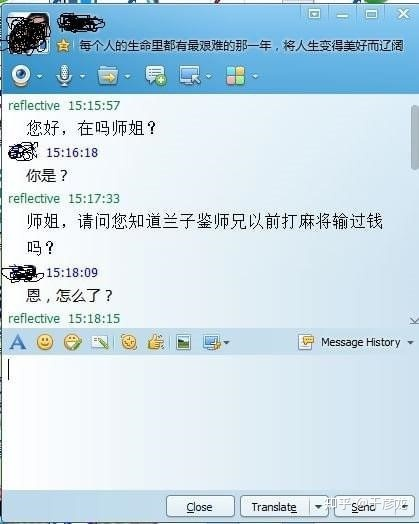 每个人的生命里都有最艰难的那一年，将人生变得美好而辽阔
reflective 15:15:57
您好，在吗师姐？
15:16:18
你是？
reflective 15:17:33
师姐，请问您知道兰子鉴师兄以前打麻将输过钱
吗？
15:18:09
恩，怎么了？
reflective 15:18:15
A
Message History
Close Translate Send
知乎 @于彦烜